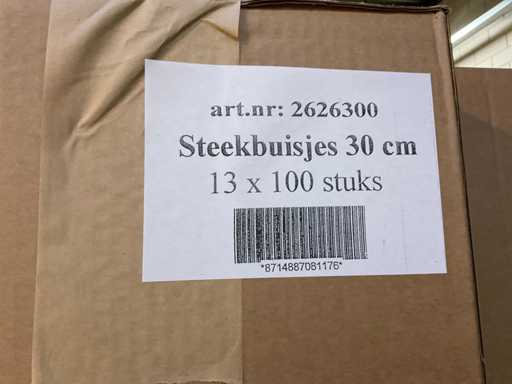 art.nr: 2626300
Steekbuisjes 30 cm
13 x 100 stuks
*8714887081176*